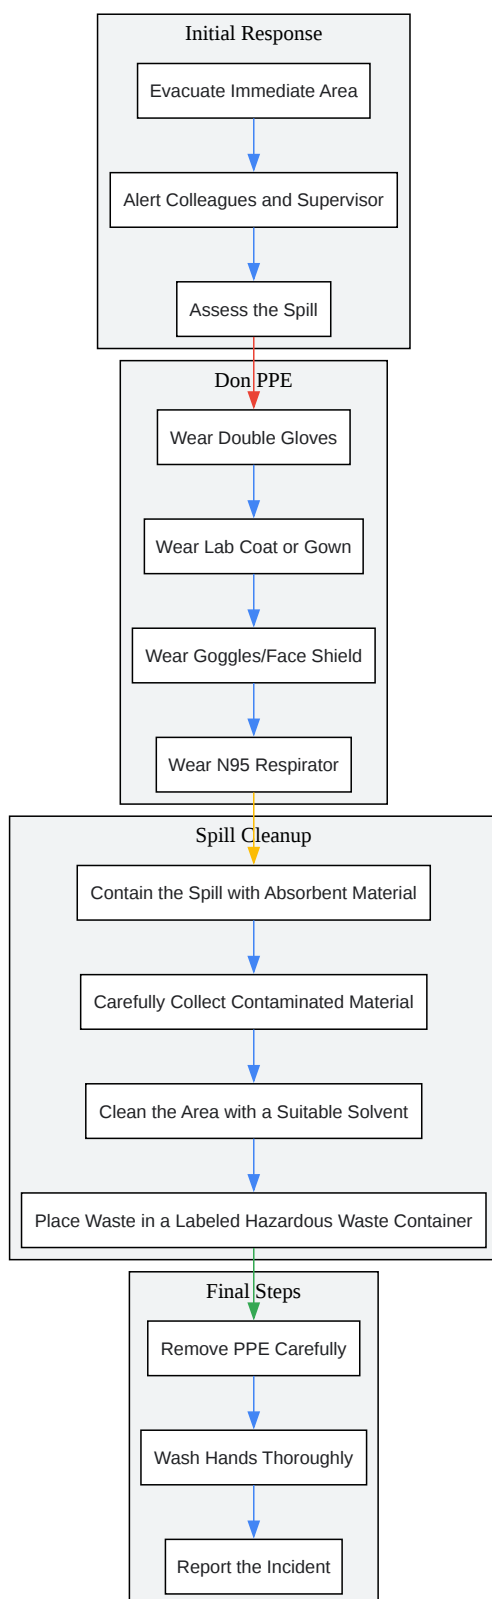 Initial Response
Evacuate Immediate Area
Alert Colleagues and Supervisor
Assess the Spill
Don PPE
Wear Double Gloves
Wear Lab Coat or Gown
Wear Goggles/Face Shield
Wear N95 Respirator
Spill Cleanup
Contain the Spill with Absorbent Material
Carefully Collect Contaminated Material
Clean the Area with a Suitable Solvent
Place Waste in a Labeled Hazardous Waste Container
Final Steps
Remove PPE Carefully
Wash Hands Thoroughly
Report the Incident